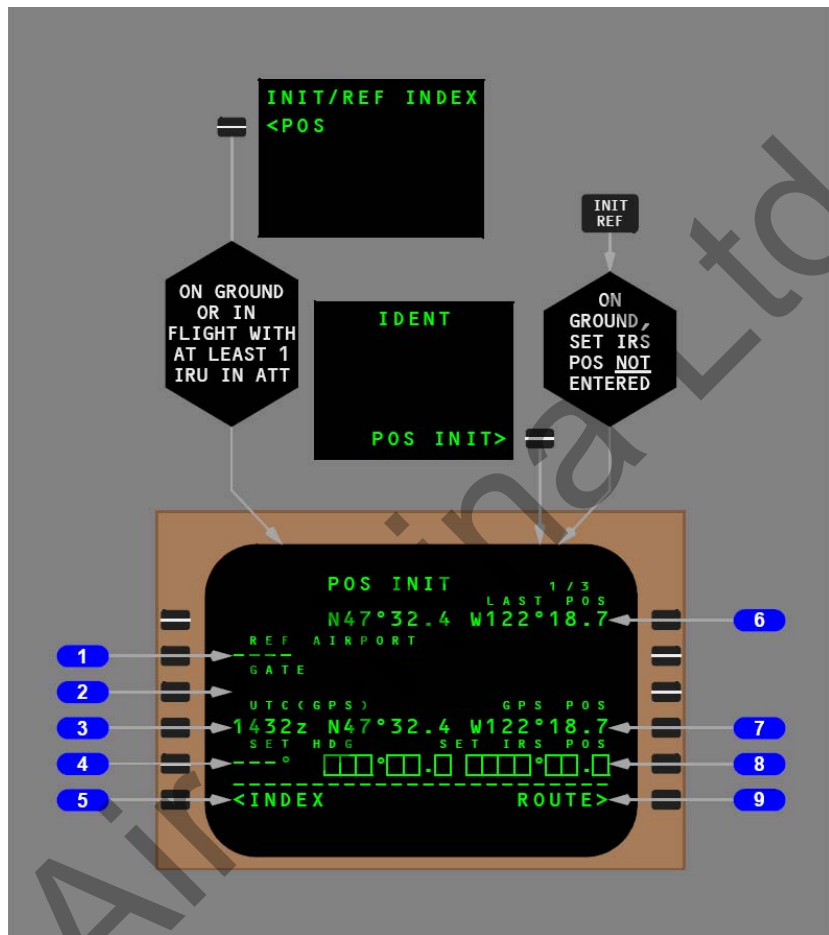 INIT/REF INDEX
<POS
INIT
REF
ON GROUND
OR IN
FLIGHT WITH
AT LEAST 1
IRU IN ATT
IDENT
POS INIT>
ON
GROUND,
SET IRS
POS NOT
ENTERED
POS INIT 1/3
LAST POS
N47°32.4 W122°18.7
6
REF AIRPORT
1
----
GATE
2
UTC(GPS) GPS POS
3
1432z N47°32.4 W122°18.7
7
SET HDG SET IRS POS
4
---° □□□°□□.□ □□□□°□□.□
8
5
<INDEX ROUTE>
9